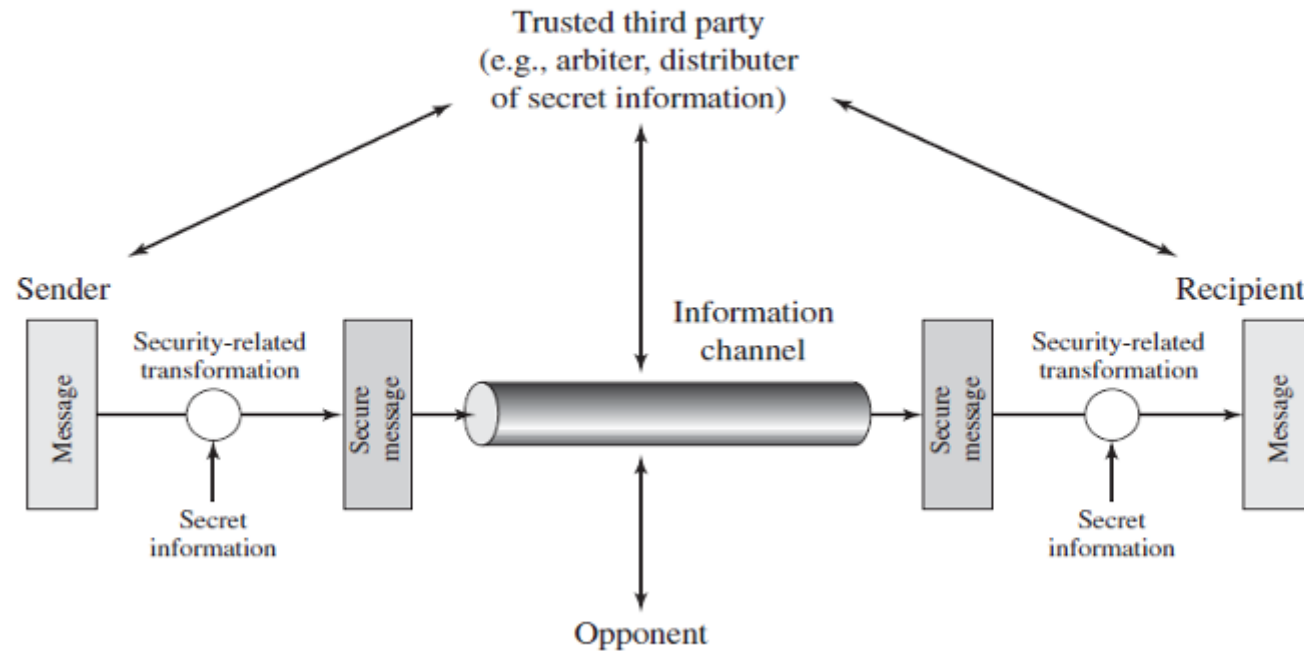 Trusted third party
(e.g., arbiter, distributer
of secret information)
Sender
Recipient
Information
channel
Security-related
transformation
Security-related
transformation
Message
Secure
message
Secure
message
Message
Secret
information
Secret
information
Opponent